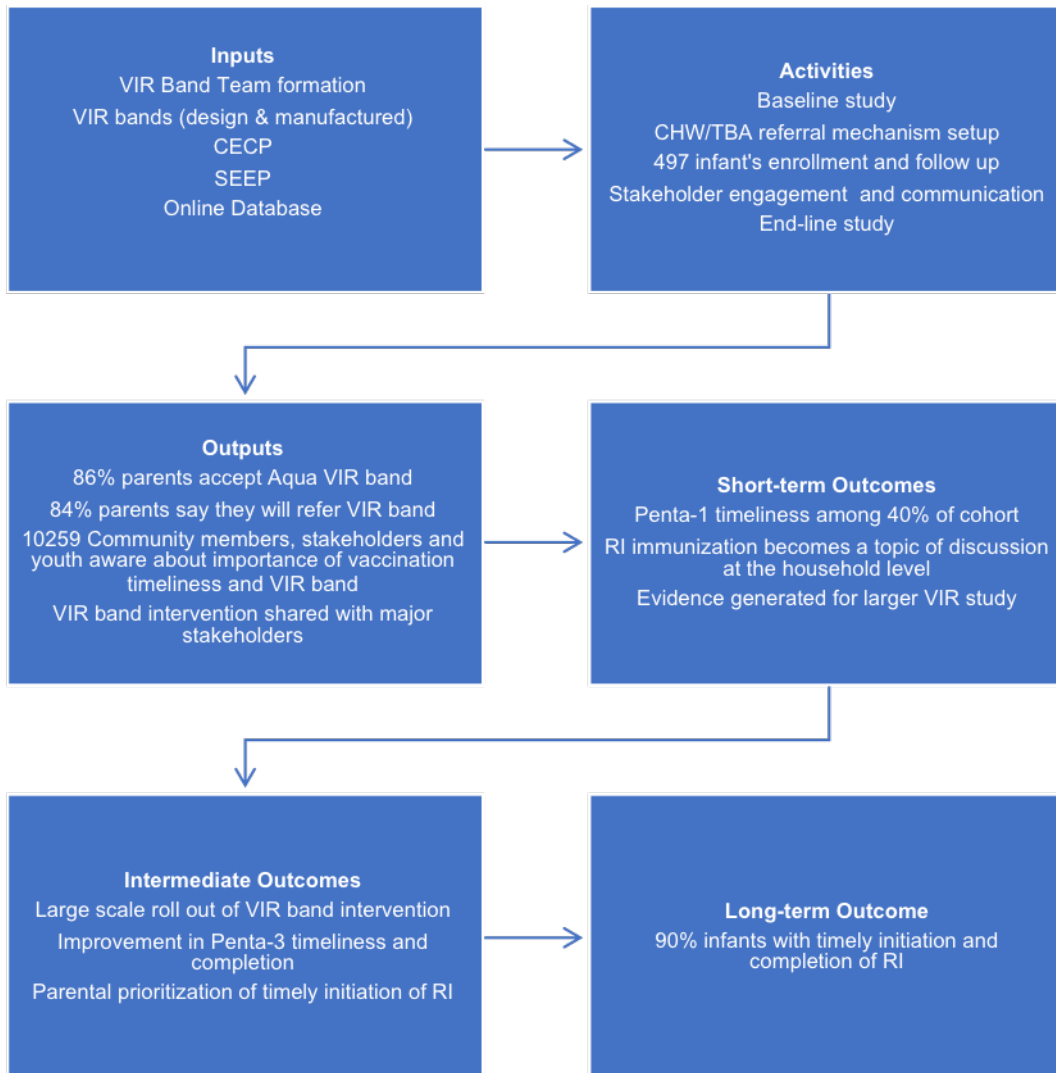 Inputs
VIR Band Team formation
VIR bands (design & manufactured)
CECP
SEEP
Online Database
Activities
Baseline study
CHW/TBA referral mechanism setup
497 infant's enrollment and follow up
Stakeholder engagement and communication
End-line study
Outputs
86% parents accept Aqua VIR band
84% parents say they will refer VIR band
10259 Community members, stakeholders and
youth aware about importance of vaccination
timeliness and VIR band
VIR band intervention shared with major
stakeholders
Short-term Outcomes
Penta-1 timeliness among 40% of cohort
RI immunization becomes a topic of discussion
at the household level
Evidence generated for larger VIR study
Intermediate Outcomes
Large scale roll out of VIR band intervention
Improvement in Penta-3 timeliness and
completion
Parental prioritization of timely initiation of RI
Long-term Outcome
90% infants with timely initiation and
completion of RI